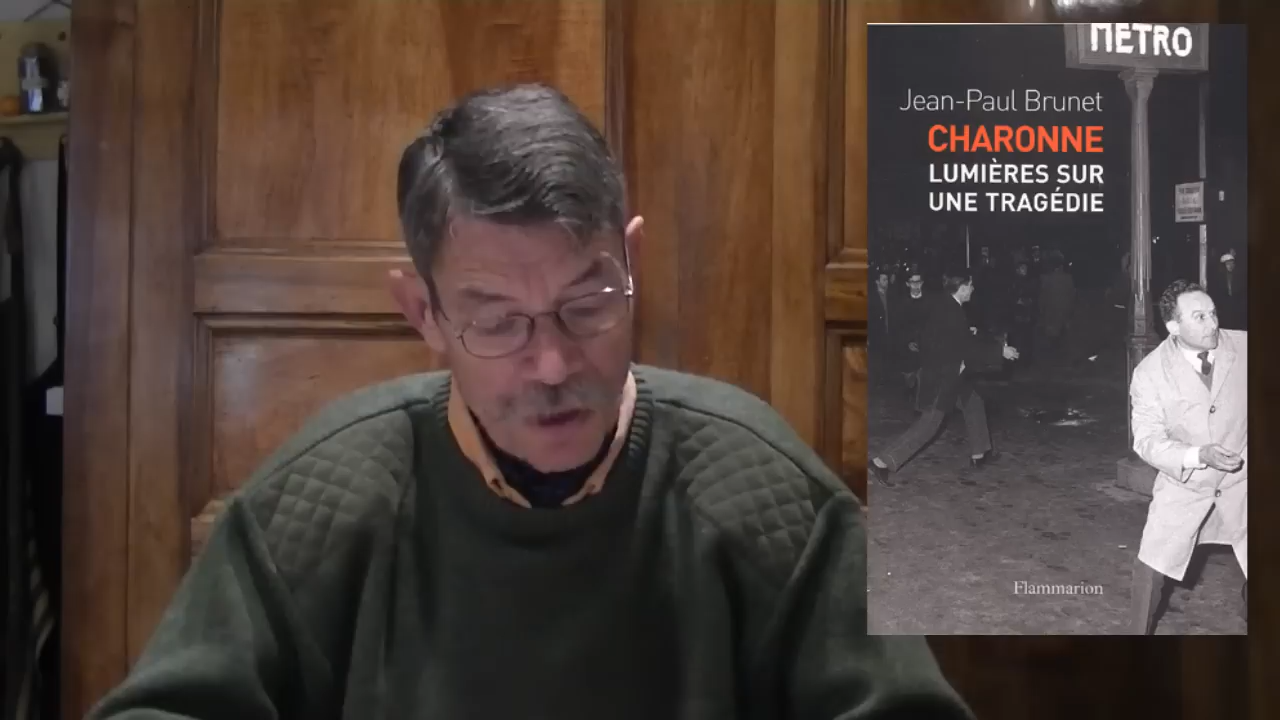 METRO
Jean-Paul Brunet
CHARONNE
LUMIÈRES SUR
UNE TRAGÉDIE
Flammarion